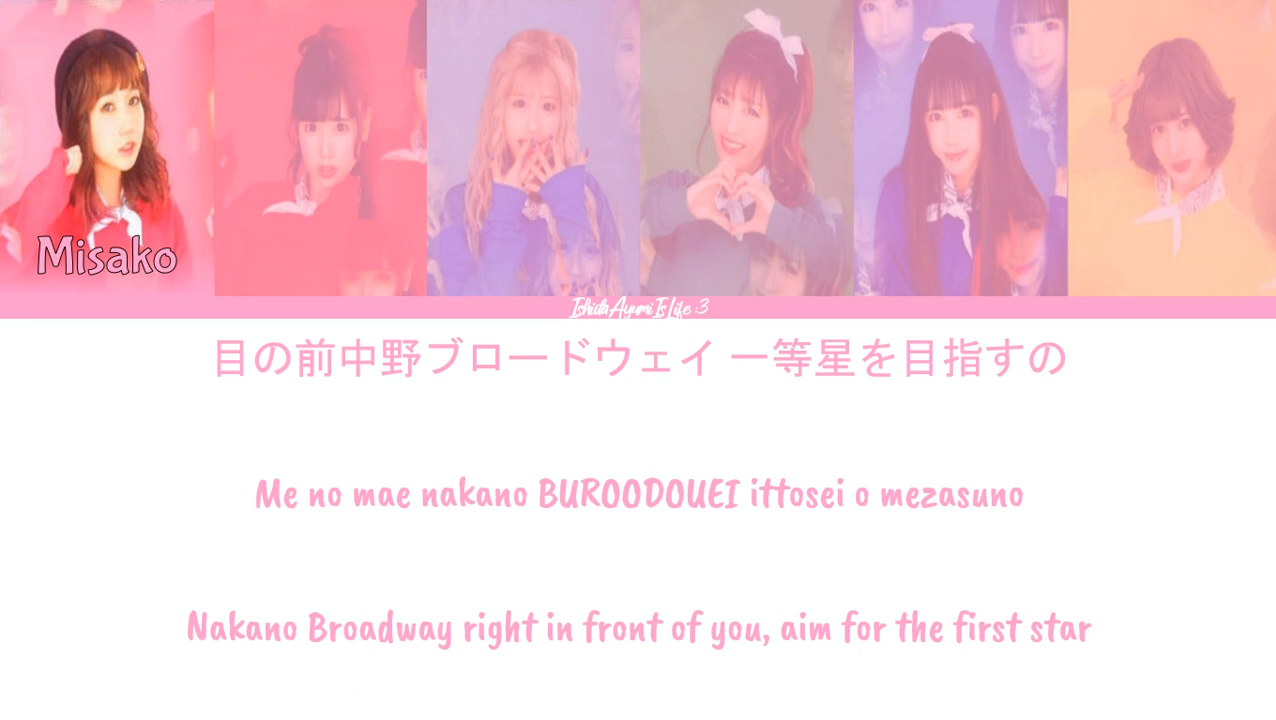 Misako
IshidaAyumiIsLife :3
目の前中野ブロードウェイ 一等星を目指すの
Me no mae nakano BUROODOUEI ittosei o mezasuno
Nakano Broadway right in front of you, aim for the first star